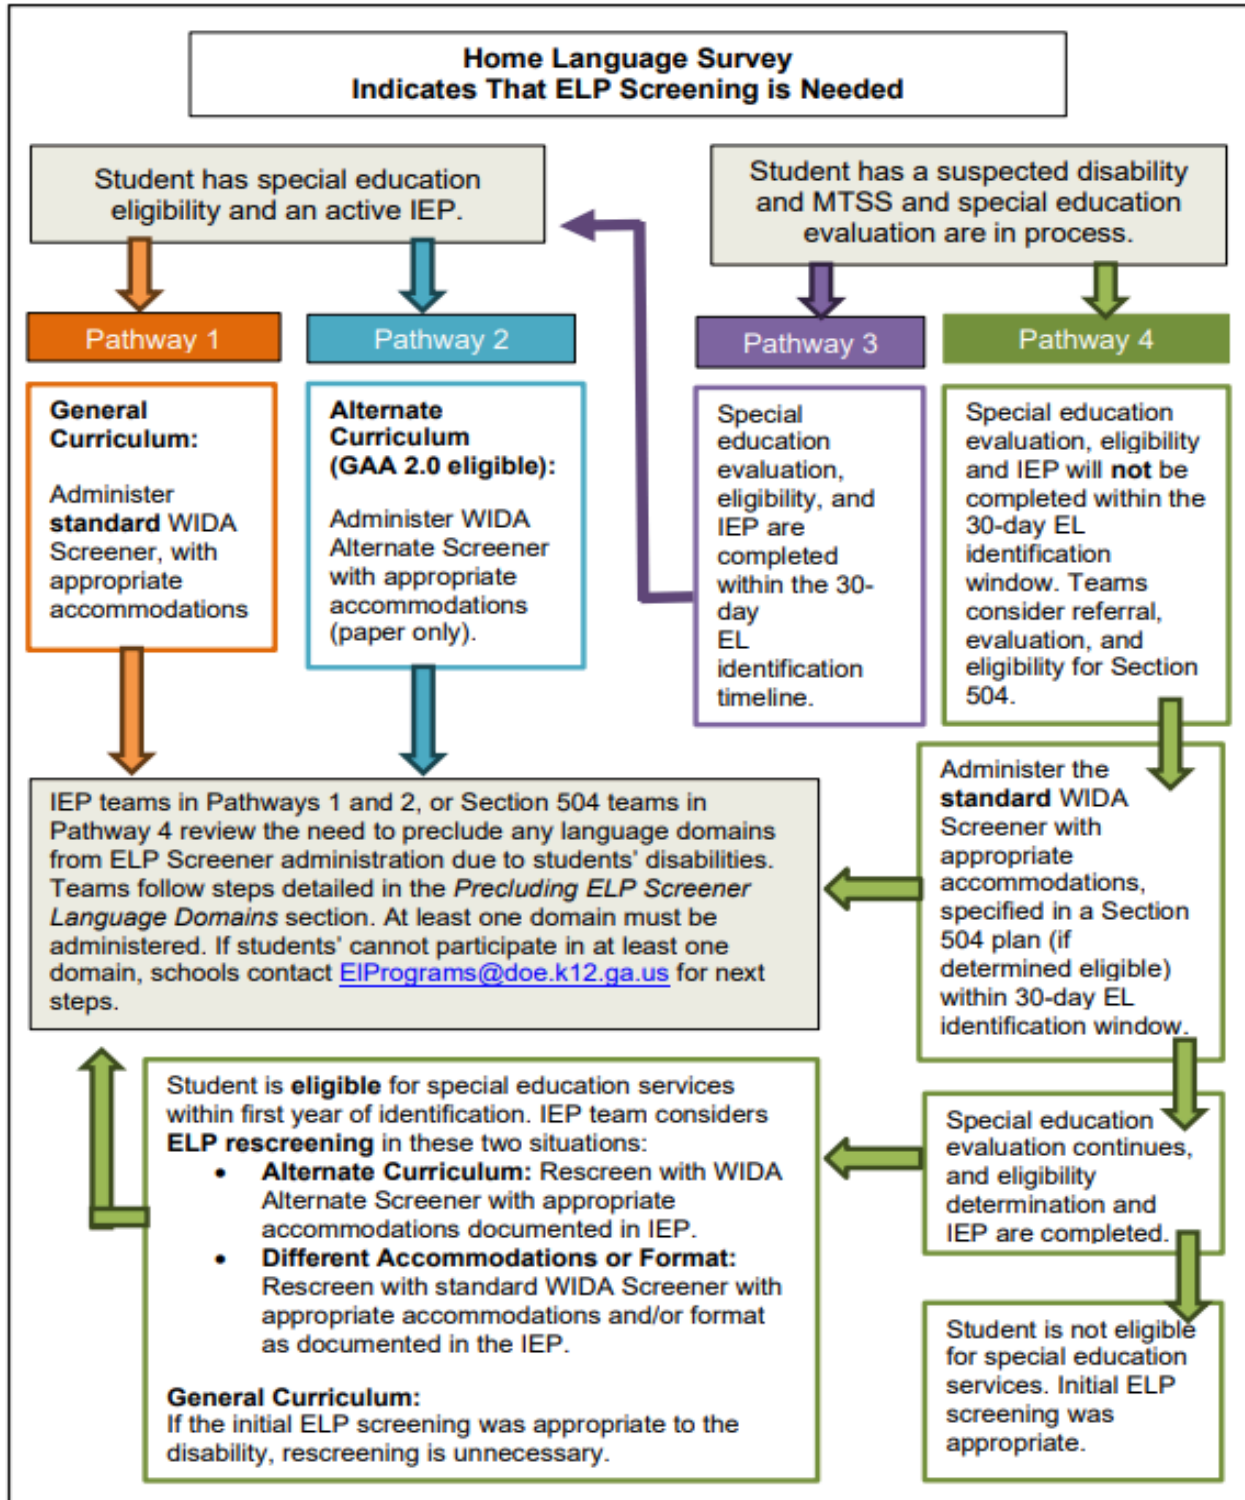 Home Language Survey
Indicates That ELP Screening is Needed
Student has special education
eligibility and an active IEP.
Student has a suspected disability
and MTSS and special education
evaluation are in process.
Pathway 1
Pathway 2
Pathway 3
Pathway 4
General
Curriculum:
Administer
standard WIDA
Screener, with
appropriate
accommodations
Alternate
Curriculum
(GAA 2.0 eligible):
Administer WIDA
Alternate Screener
with appropriate
accommodations
(paper only).
Special
education
evaluation,
eligibility, and
IEP are
completed
within the 30-
day
EL
identification
timeline.
Special education
evaluation, eligibility
and IEP will not be
completed within the
30-day EL
identification
window. Teams
consider referral,
evaluation, and
eligibility for Section
504.
Administer the
standard WIDA
Screener with
appropriate
accommodations,
specified in a Section
504 plan (if
determined eligible)
within 30-day EL
identification window.
IEP teams in Pathways 1 and 2, or Section 504 teams in
Pathway 4 review the need to preclude any language domains
from ELP Screener administration due to students' disabilities.
Teams follow steps detailed in the Precluding ELP Screener
Language Domains section. At least one domain must be
administered. If students' cannot participate in at least one
domain, schools contact ElPrograms@doe.k12.ga.us for next
steps.
Special education
evaluation continues,
and eligibility
determination and
IEP are completed.
Student is eligible for special education services
within first year of identification. IEP team considers
ELP rescreening in these two situations:
• Alternate Curriculum: Rescreen with WIDA
Alternate Screener with appropriate
accommodations documented in IEP.
• Different Accommodations or Format:
Rescreen with standard WIDA Screener with
appropriate accommodations and/or format
as documented in the IEP.
General Curriculum:
If the initial ELP screening was appropriate to the
disability, rescreening is unnecessary.
Student is not eligible
for special education
services. Initial ELP
screening was
appropriate.